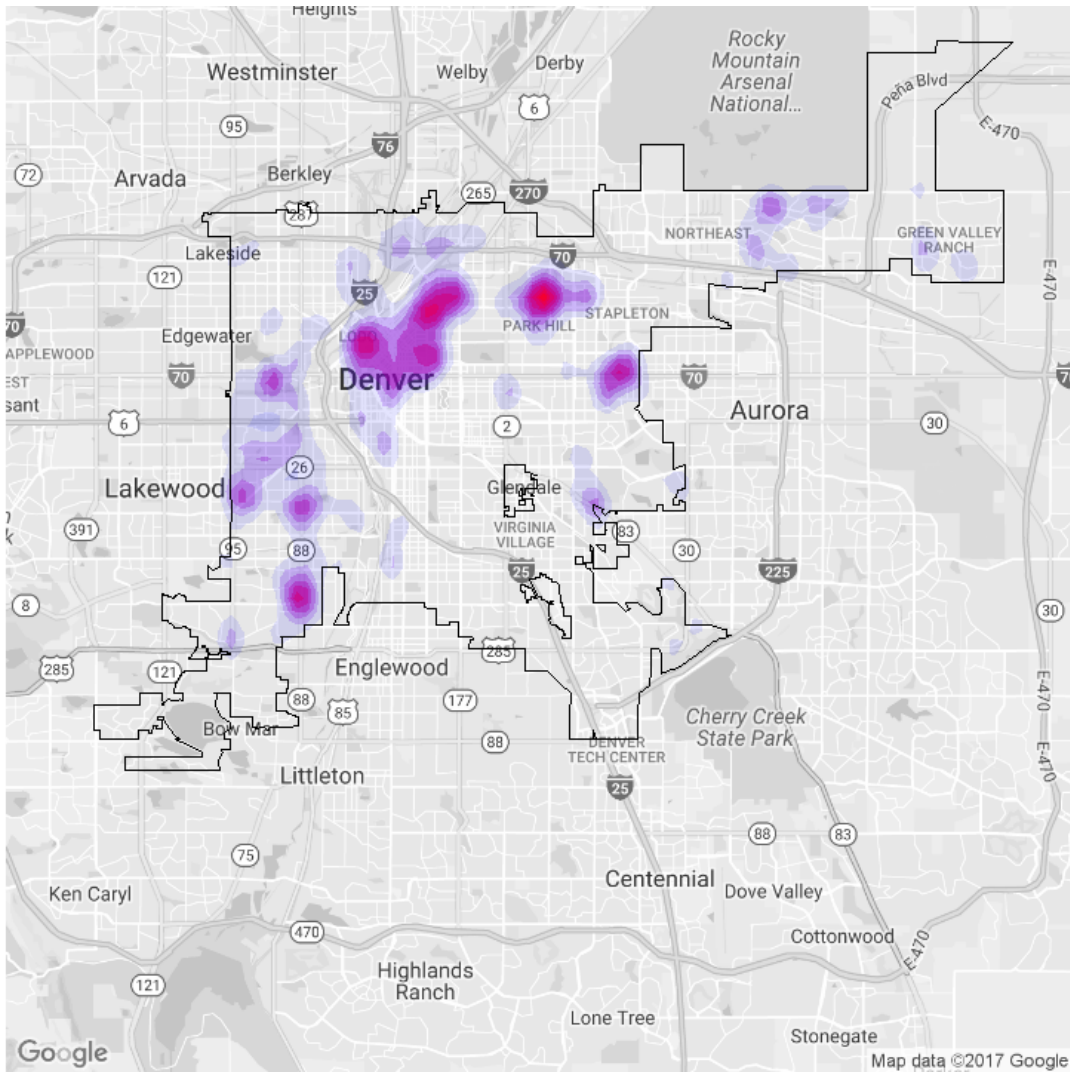 Heights
Rocky
Mountain
Arsenal
National...
Derby
Welby
Westminster
Peña Blvd
6
95
E-470
76
72
Arvada
Berkley
270
265
287
NORTHEAST
GREEN VALLEY
RANCH
Lakeside
70
121
E-470
25
PARK HILL
STAPLETON
70
Edgewater
LODO
APPLEWOOD
Denver
70
70
EST
sant
6
Aurora
30
2
26
Lakewood
Glendale
391
VIRGINIA
VILLAGE
83
k
95
88
30
25
225
8
30
285
Englewood
285
121
88
85
177
E-470
Bow Mar
Cherry Creek
State Park
88
DENVER
TECH CENTER
E-470
Littleton
25
88
83
75
Centennial
Ken Caryl
Dove Valley
470
Cottonwood
E-470
Highlands
Ranch
121
Lone Tree
Stonegate
Google
Map data ©2017 Google